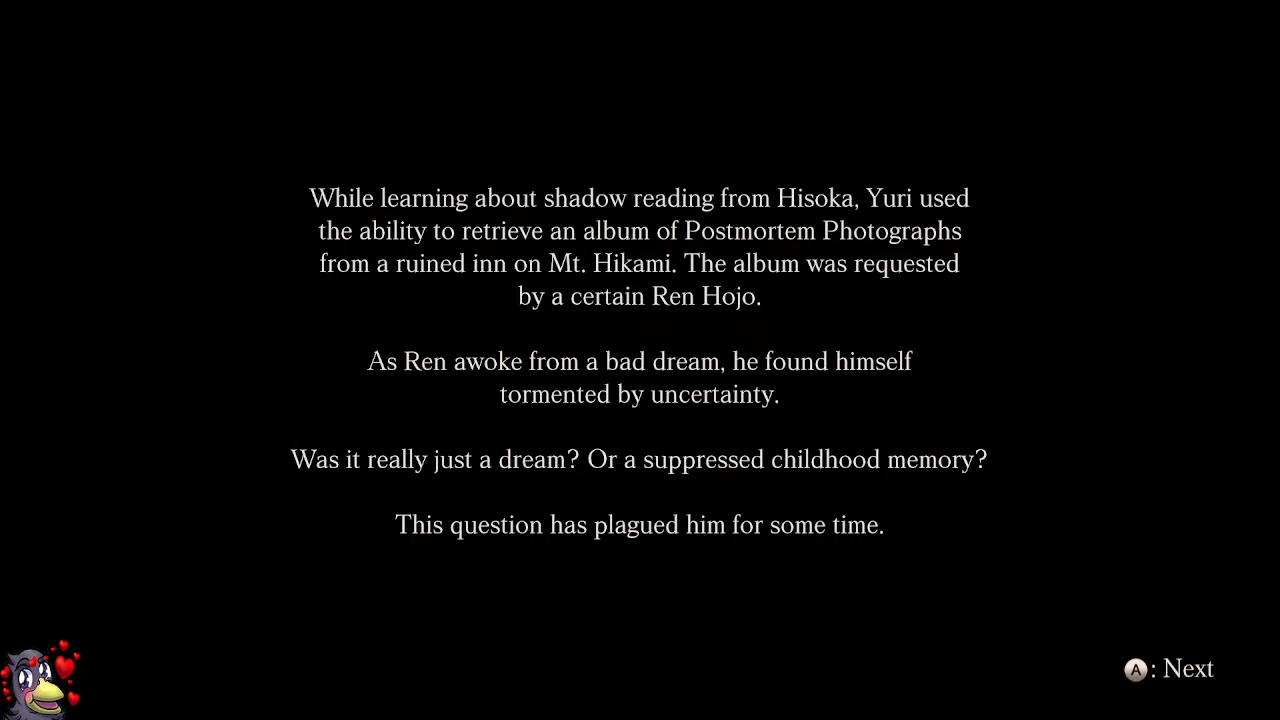 While learning about shadow reading from Hisoka, Yuri used
the ability to retrieve an album of Postmortem Photographs
from a ruined inn on Mt. Hikami. The album was requested
by a certain Ren Hojo.
As Ren awoke from a bad dream, he found himself
tormented by uncertainty.
Was it really just a dream? Or a suppressed childhood memory?
This question has plagued him for some time.
A: Next